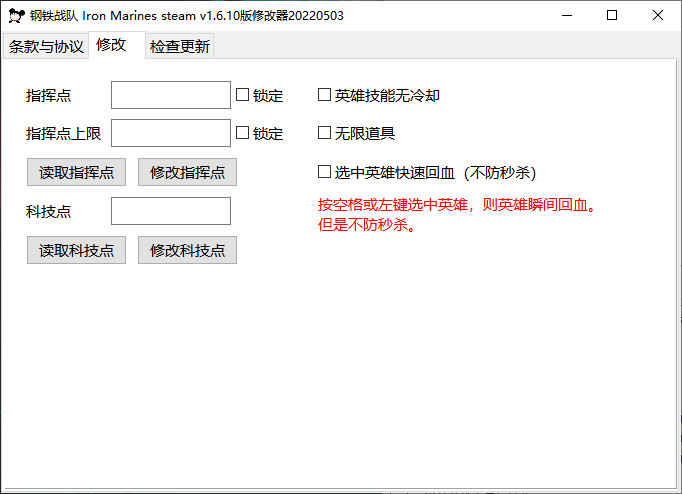 钢铁战队 Iron Marines steam v1.6.10版修改器20220503
条款与协议 修改 检查更新
指挥点 锁定 英雄技能无冷却
指挥点上限 锁定 无限道具
读取指挥点 修改指挥点 选中英雄快速回血（不防秒杀）
科技点 按空格或左键选中英雄，则英雄瞬间回血。
但是不防秒杀。
读取科技点 修改科技点